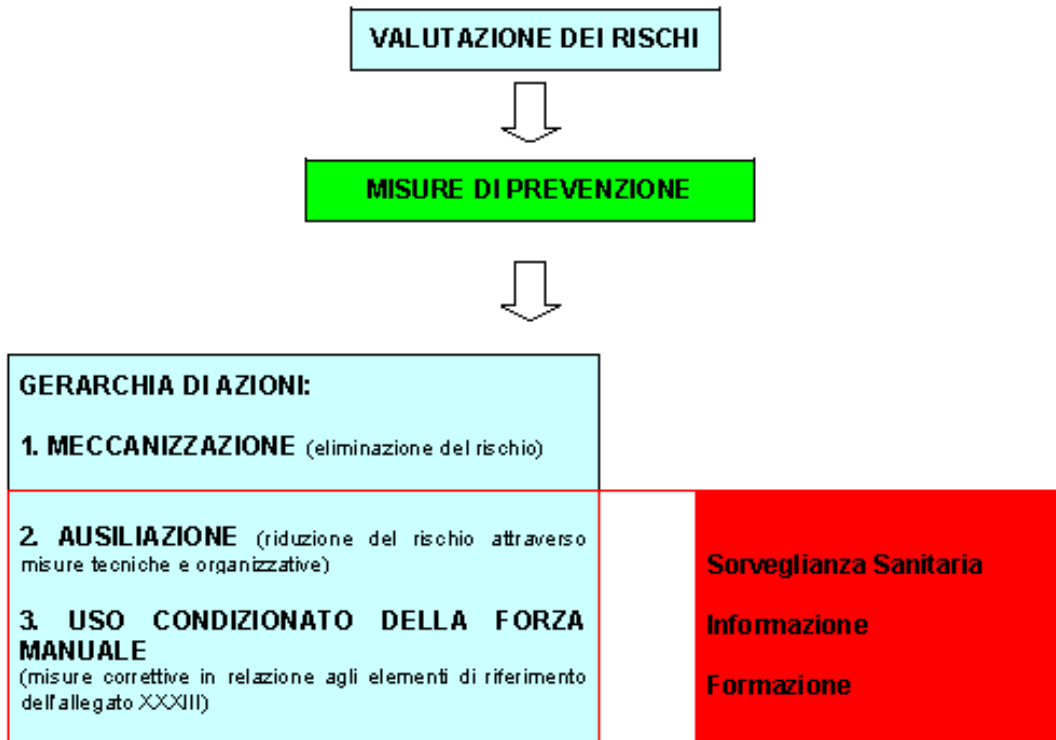 VALUTAZIONE DEI RISCHI
MISURE DI PREVENZIONE
GERARCHIA DI AZIONI:
1. MECCANIZZAZIONE (eliminazione del rischio)
2. AUSILIAZIONE (riduzione del rischio attraverso
misure tecniche e organizzative)
3. USO CONDIZIONATO DELLA FORZA
MANUALE
(misure correttive in relazione agli elementi di riferimento
dell'allegato XXXIII)
Sorveglianza Sanitaria
Informazione
Formazione